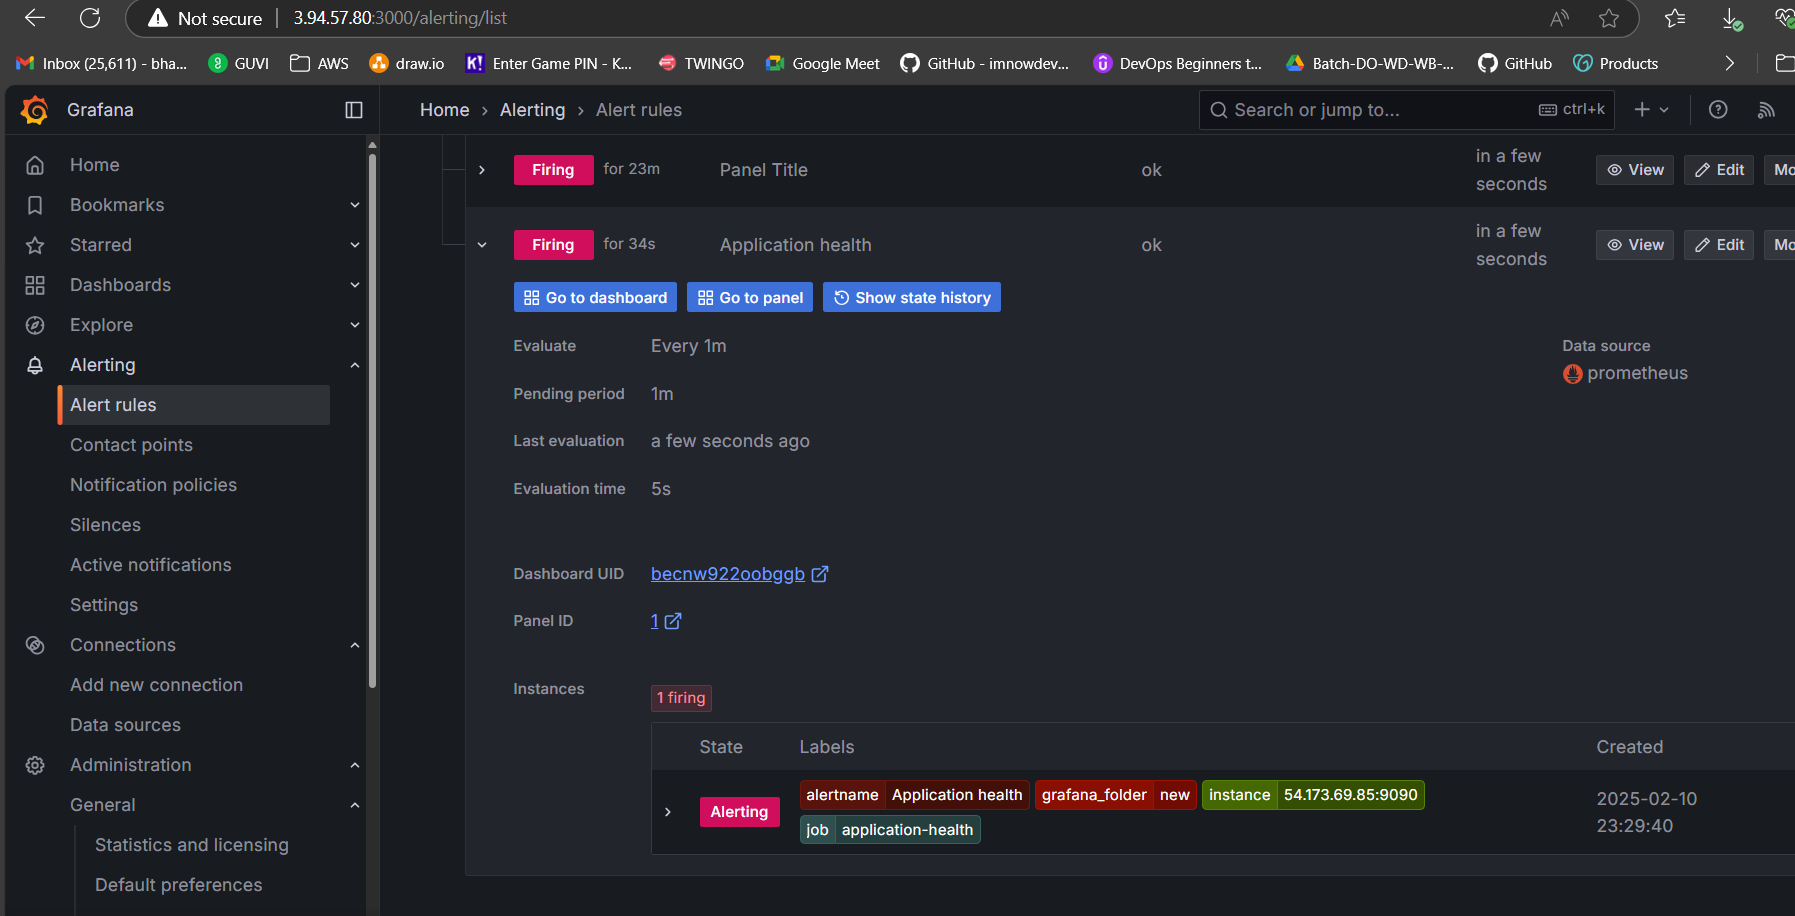 Not secure 3.94.57.80:3000/alerting/list
Inbox (25,611) - bha... GUVI AWS draw.io Enter Game PIN - K... TWINGO Google Meet GitHub - imnowdev... DevOps Beginners t... Batch-DO-WD-WB-... GitHub Products
Grafana
Home › Alerting › Alert rules
Search or jump to... ctrl+k
Home
Bookmarks
Starred
Dashboards
Explore
Alerting
Alert rules
Contact points
Notification policies
Silences
Active notifications
Settings
Connections
Add new connection
Data sources
Administration
General
Statistics and licensing
Default preferences
Firing for 23m Panel Title ok in a few seconds View Edit Mo
Firing for 34s Application health ok in a few seconds View Edit Mo
Go to dashboard Go to panel Show state history
Evaluate Every 1m
Data source
prometheus
Pending period 1m
Last evaluation a few seconds ago
Evaluation time 5s
Dashboard UID becnw922oobggb
Panel ID 1
Instances 1 firing
State Labels Created
Alerting alertname Application health grafana_folder new instance 54.173.69.85:9090
job application-health
2025-02-10
23:29:40